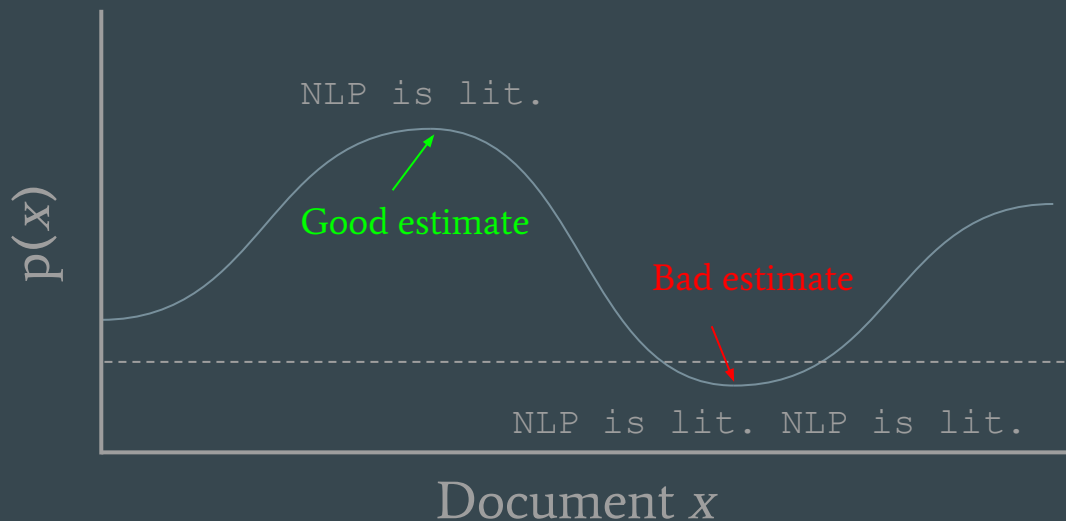 NLP is lit.
p(x)
Good estimate
Bad estimate
NLP is lit. NLP is lit.
Document x